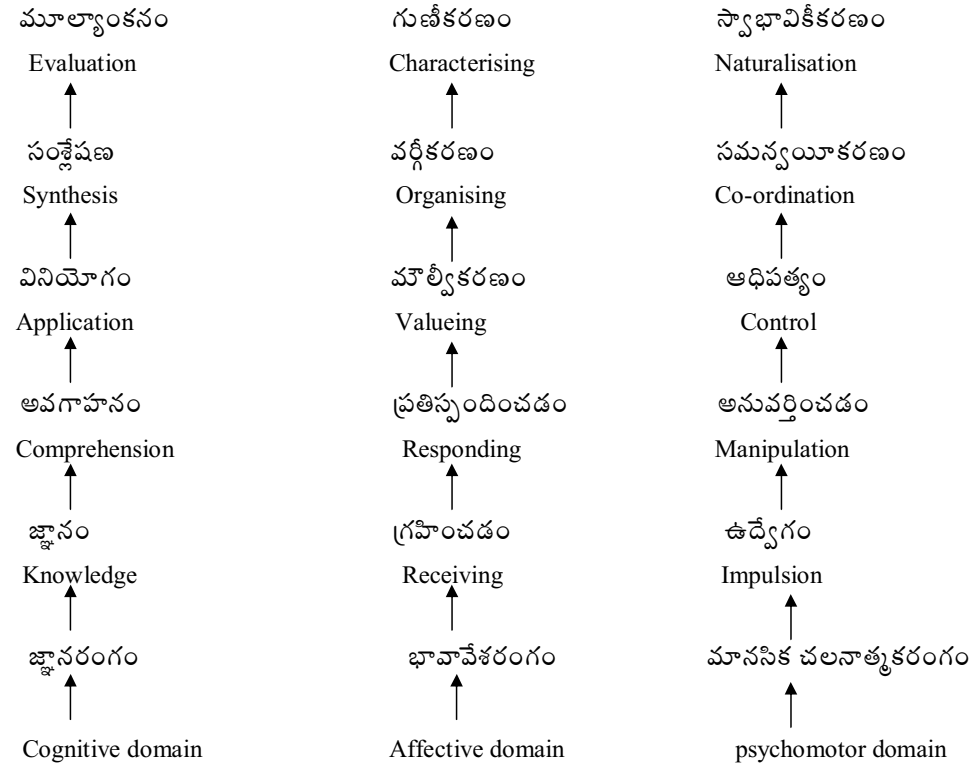 మూల్యాంకనం గుణీకరణం స్వాభావికీకరణం
Evaluation Characterising Naturalisation
సంశ్లేషణ వర్గీకరణం సమన్వయీకరణం
Synthesis Organising Co-ordination
వినియోగం మౌల్వీకరణం ఆధిపత్యం
Application Valueing Control
అవగాహనం ప్రతిస్పందించడం అనువర్తించడం
Comprehension Responding Manipulation
జ్ఞానం గ్రహించడం ఉద్వేగం
Knowledge Receiving Impulsion
జ్ఞానరంగం భావావేశరంగం మానసిక చలనాత్మకరంగం
Cognitive domain Affective domain psychomotor domain